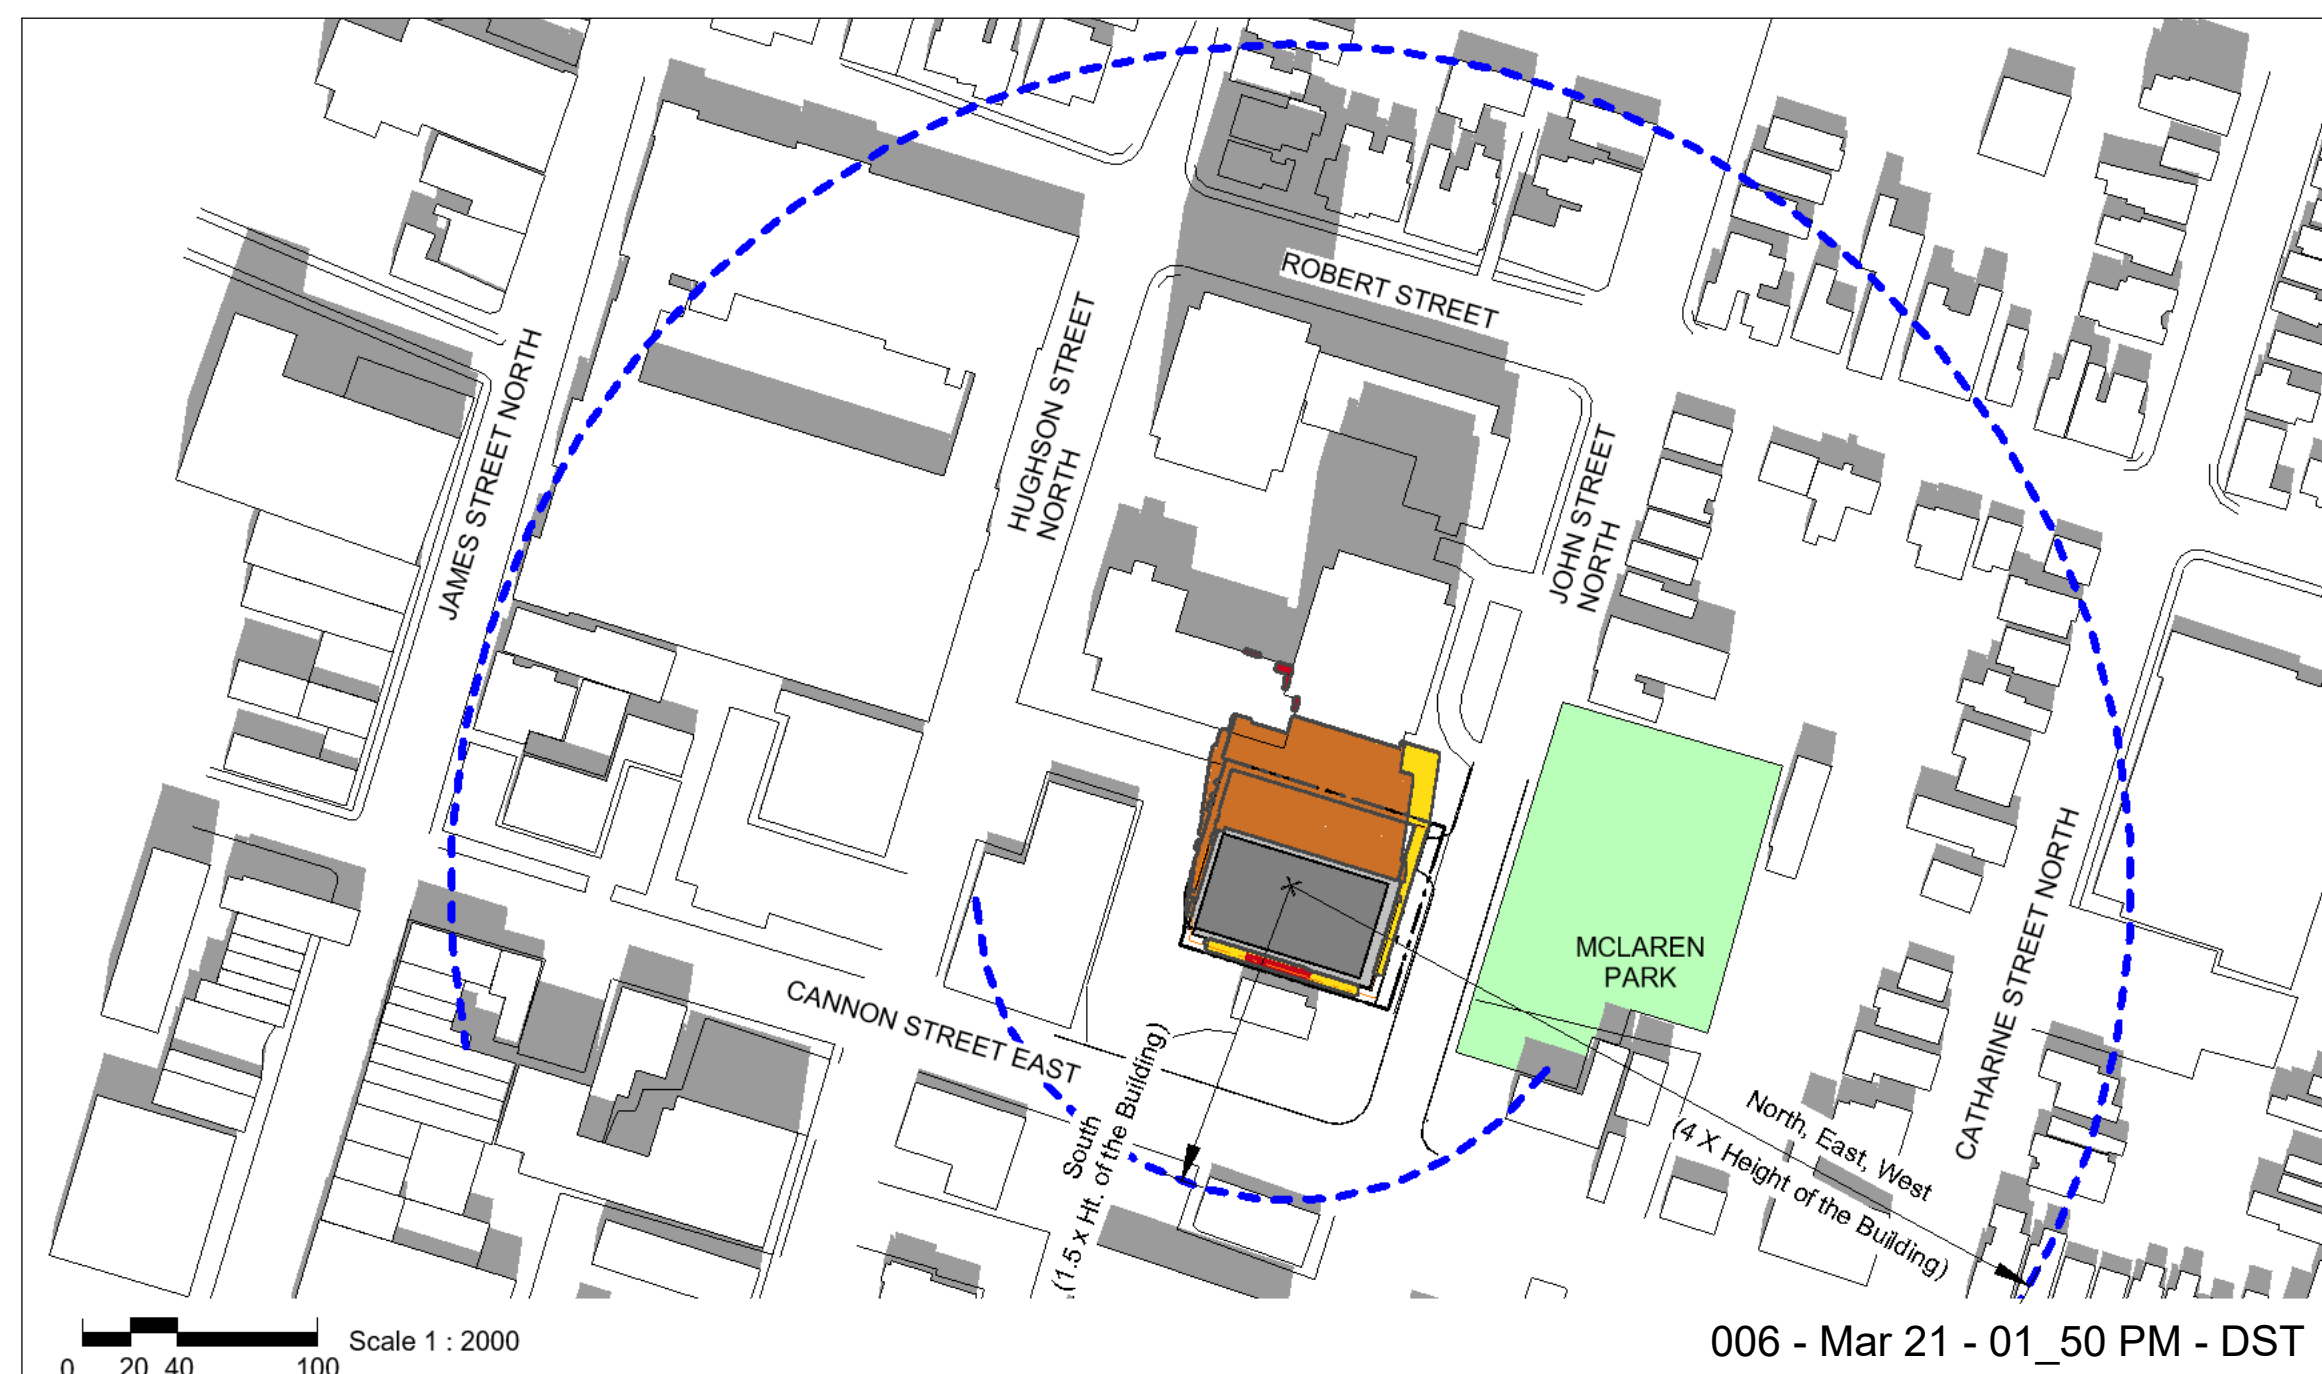 ROBERT STREET
HUGHSON STREET
NORTH
JAMES STREET NORTH
JOHN STREET
NORTH
MCLAREN
PARK
CATHARINE STREET NORTH
CANNON STREET EAST
South
(1.5 x Ht. of the Building)
North, East, West
(4 X Height of the Building)
0 20 40 100
Scale 1 : 2000
006 - Mar 21 - 01_50 PM - DST